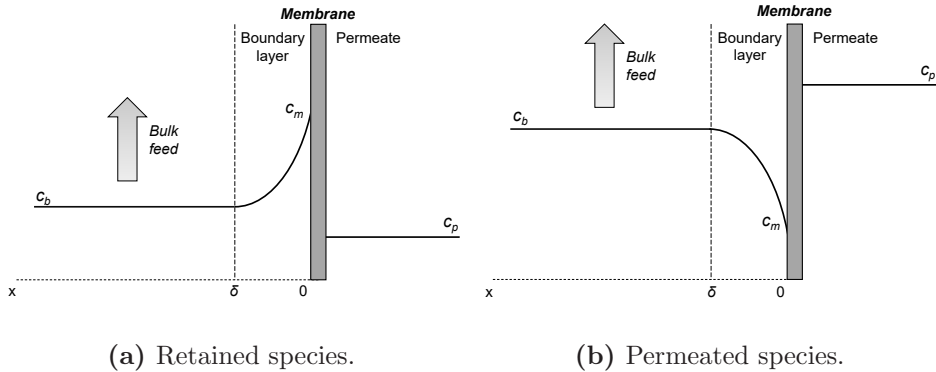 Membrane
Boundary
layer
Permeate
Bulk
feed
c_m
c_b
c_p
x
δ
0
(a) Retained species.
Membrane
Boundary
layer
Permeate
Bulk
feed
c_p
c_b
c_m
x
δ
0
(b) Permeated species.